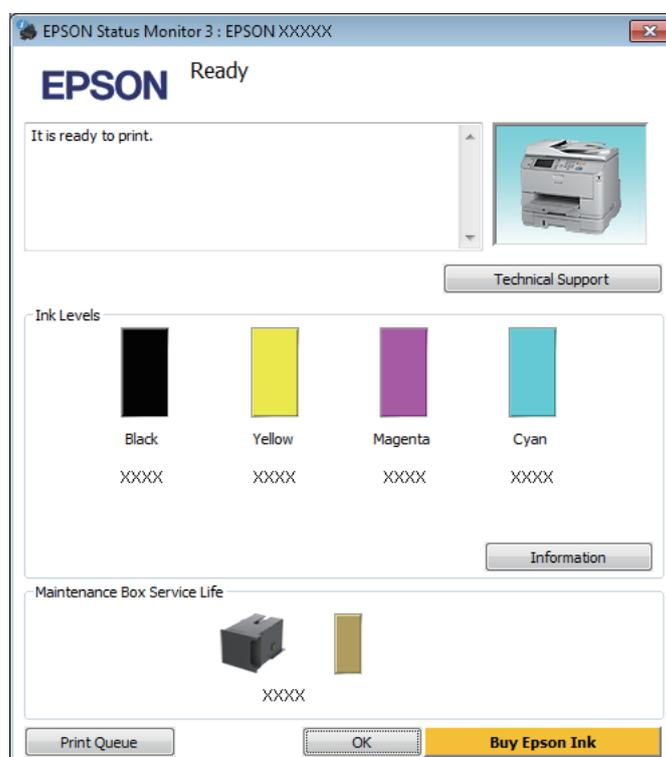 EPSON Status Monitor 3 : EPSON XXXXX
EPSON
Ready
It is ready to print.
Technical Support
Ink Levels
Black Yellow Magenta Cyan
XXXX XXXX XXXX XXXX
Information
Maintenance Box Service Life
XXXX
Print Queue OK Buy Epson Ink